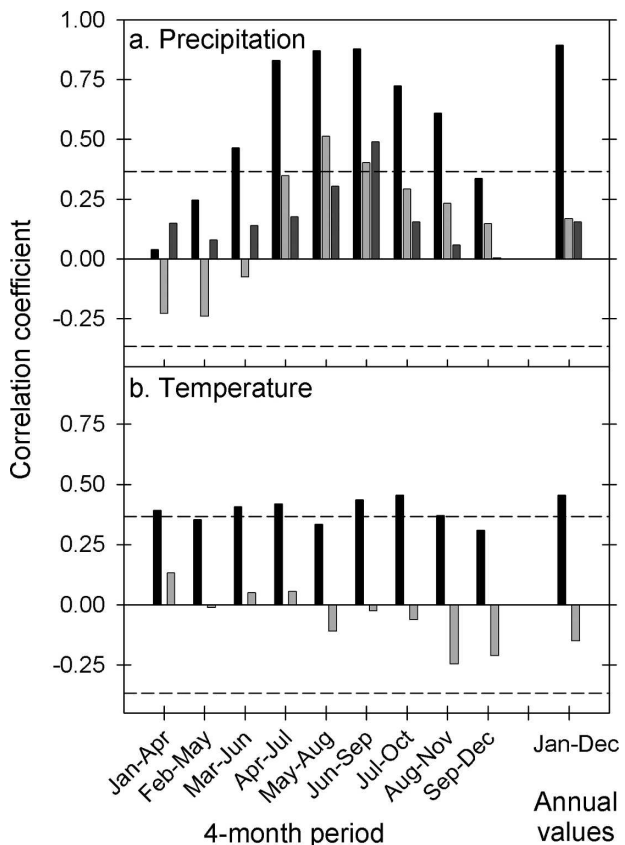 1.00
a. Precipitation
0.75
0.50
0.25
0.00
-0.25
Correlation coefficient
b. Temperature
0.75
0.50
0.25
0.00
-0.25
Jan-Apr
Feb-May
Mar-Jun
Apr-Jul
May-Aug
Jun-Sep
Jul-Oct
Aug-Nov
Sep-Dec
Jan-Dec
4-month period
Annual
values